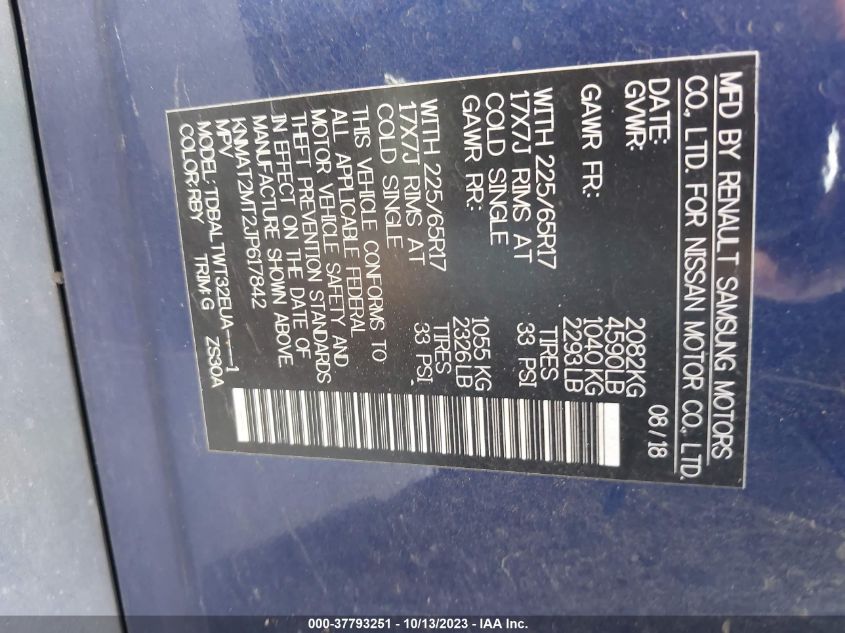 MFD BY RENAULT SAMSUNG MOTORS
CO., LTD. FOR NISSAN MOTOR CO., LTD.
DATE: 08/18
GVWR: 2082KG
4590LB
GAWR FR: 1040KG
2293LB
WITH 225/65R17 TIRES
17X7J RIMS AT 33 PSI
COLD SINGLE
GAWR RR: 1055 KG
2326LB
WITH 225/65R17 TIRES
17X7J RIMS AT 33 PSI
COLD SINGLE
THIS VEHICLE CONFORMS TO
ALL APPLICABLE FEDERAL
MOTOR VEHICLE SAFETY AND
THEFT PREVENTION STANDARDS
IN EFFECT ON THE DATE OF
MANUFACTURE SHOWN ABOVE
KNMAT2MT2JP617842
MPV
MODEL: TDBALTWT32EUA----1
COLOR:RBY TRIM:G ZS30A
000-37793251 - 10/13/2023 - IAA Inc.